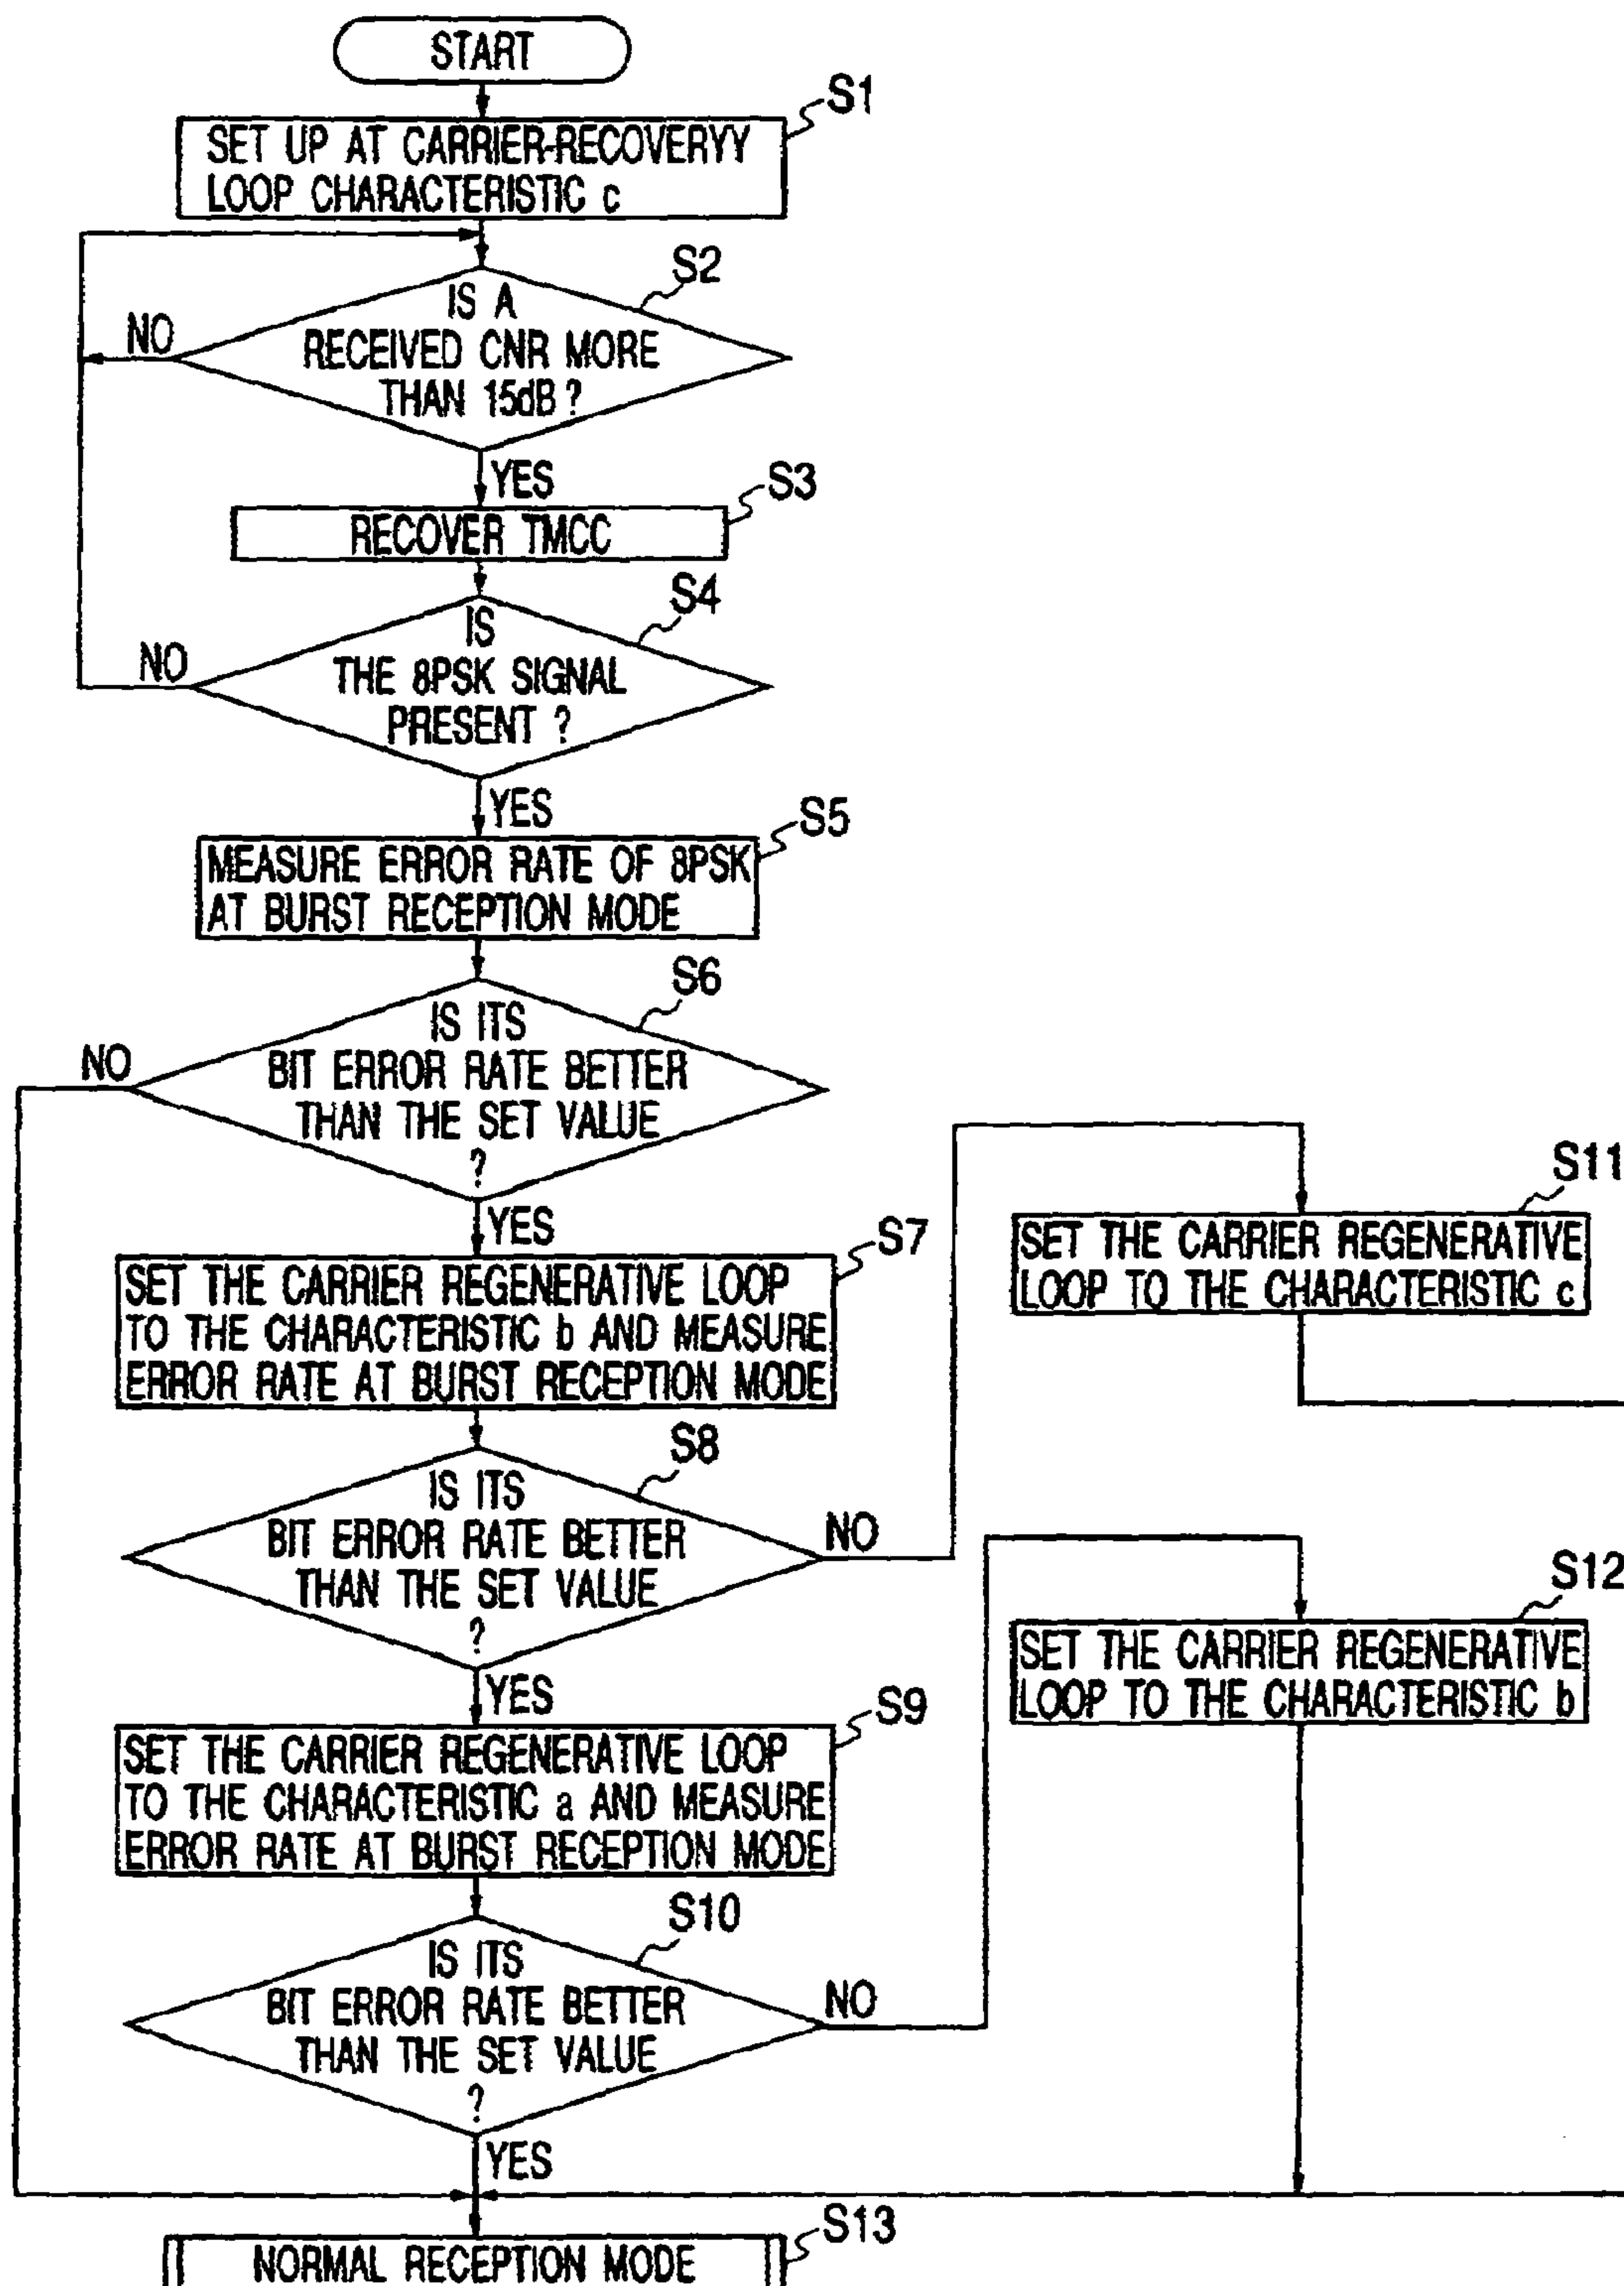 START
S1
SET UP AT CARRIER-RECOVERYY
LOOP CHARACTERISTIC c
S2
IS A
RECEIVED CNR MORE
THAN 15dB ?
NO
YES
S3
RECOVER TMCC
S4
IS
THE 8PSK SIGNAL
PRESENT ?
NO
YES
S5
MEASURE ERROR RATE OF 8PSK
AT BURST RECEPTION MODE
S6
IS ITS
BIT ERROR RATE BETTER
THAN THE SET VALUE
?
NO
YES
S7
SET THE CARRIER REGENERATIVE LOOP
TO THE CHARACTERISTIC b AND MEASURE
ERROR RATE AT BURST RECEPTION MODE
S8
IS ITS
BIT ERROR RATE BETTER
THAN THE SET VALUE
?
NO
YES
S11
SET THE CARRIER REGENERATIVE
LOOP TO THE CHARACTERISTIC c
S9
SET THE CARRIER REGENERATIVE LOOP
TO THE CHARACTERISTIC a AND MEASURE
ERROR RATE AT BURST RECEPTION MODE
S10
IS ITS
BIT ERROR RATE BETTER
THAN THE SET VALUE
?
NO
YES
S12
SET THE CARRIER REGENERATIVE
LOOP TO THE CHARACTERISTIC b
S13
NORMAL RECEPTION MODE